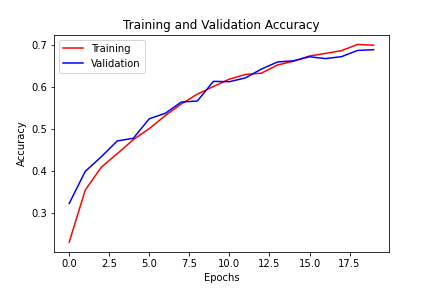 Training and Validation Accuracy
Training
Validation
0.7
0.6
0.5
0.4
0.3
Accuracy
0.0 2.5 5.0 7.5 10.0 12.5 15.0 17.5
Epochs